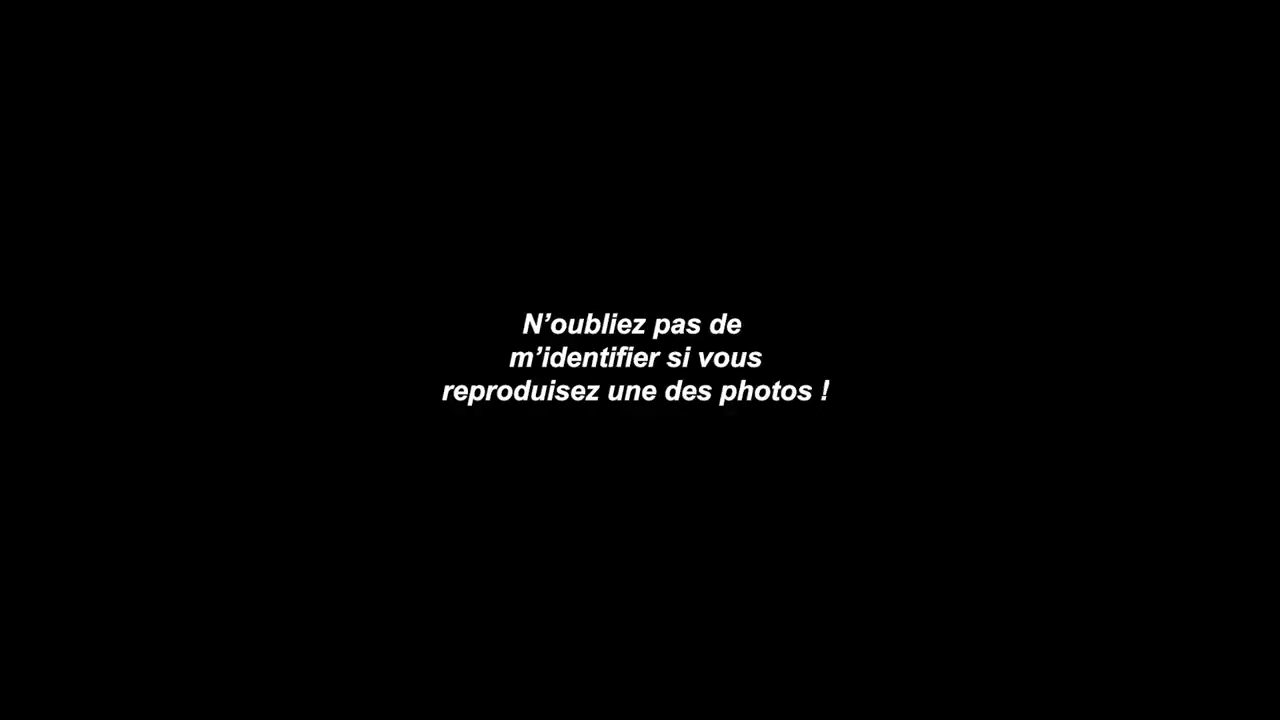 N’oubliez pas de
m’identifier si vous
reproduisez une des photos !